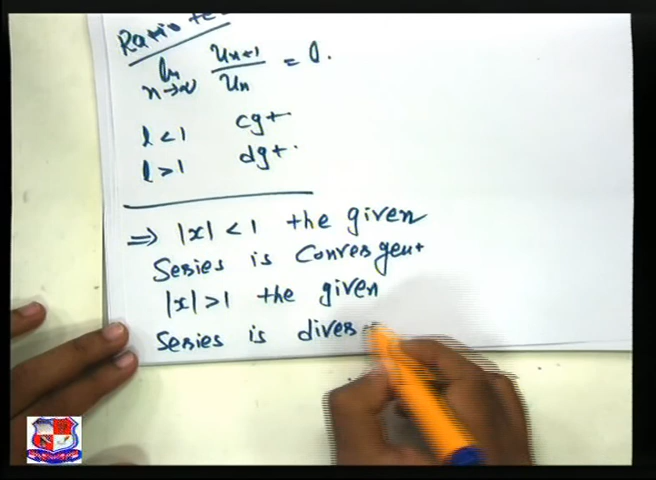 Ratio te
lim n→∞ Un+1/Un = l.
l < 1 cgt
l > 1 dgt.
⇒ |x| < 1 the given
Series is Convergent
|x| > 1 the given
Series is diver